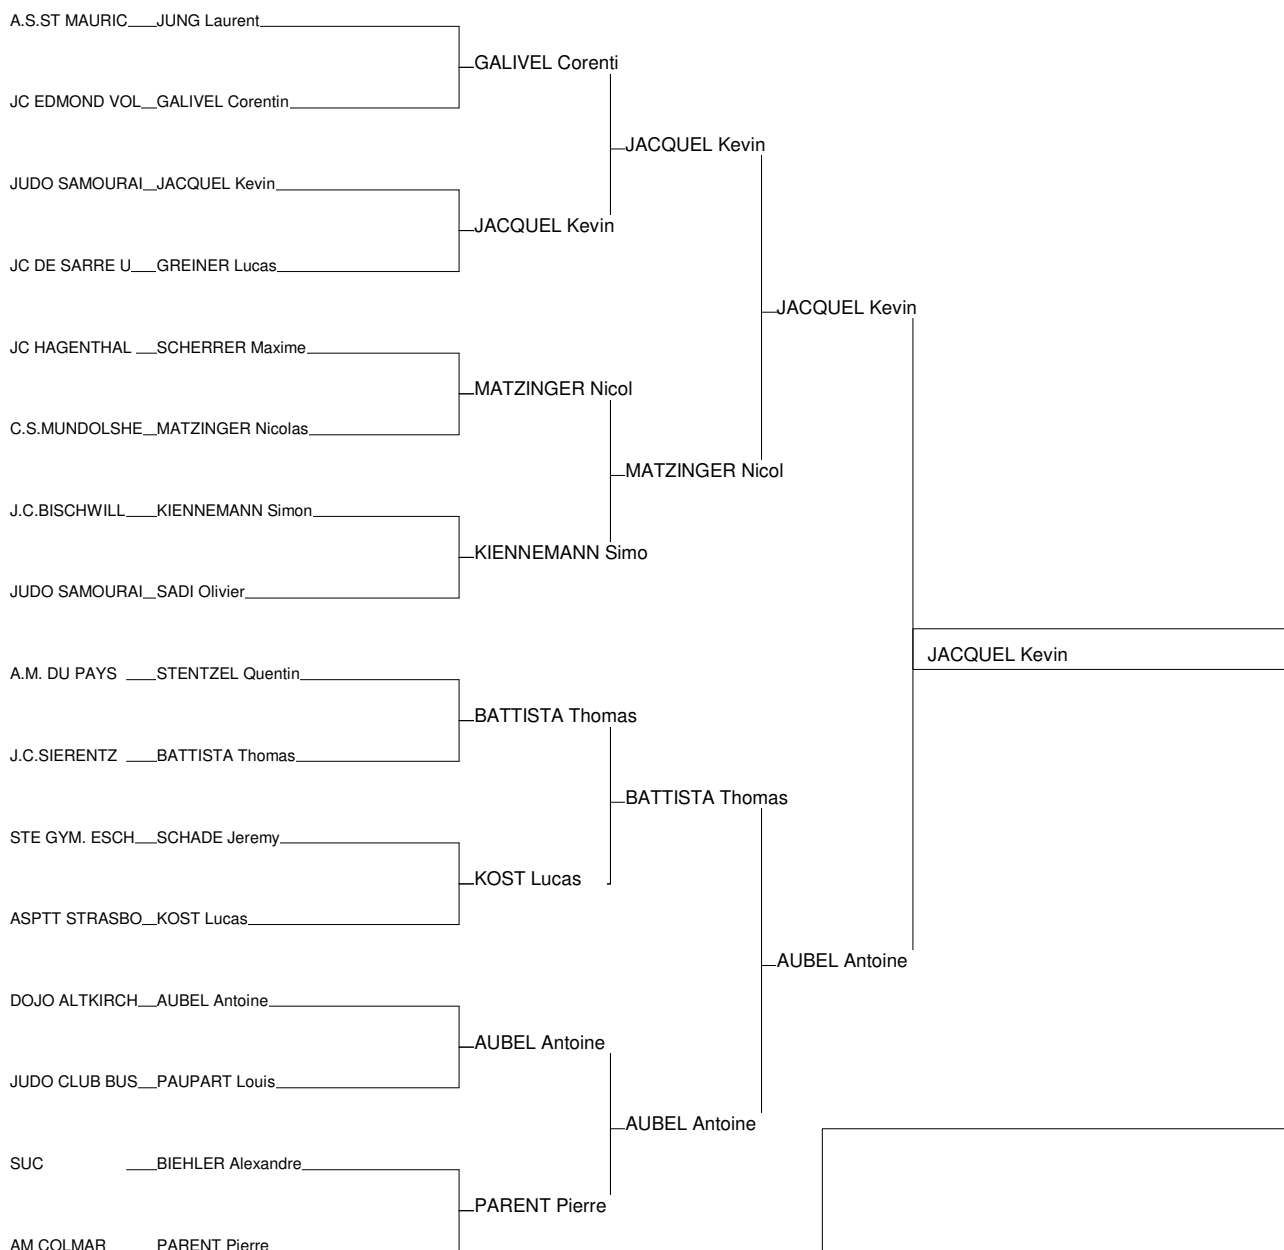 A.S.ST MAURIC JUNG Laurent
GALIVEL Corenti
JC EDMOND VOL GALIVEL Corentin
JACQUEL Kevin
JUDO SAMOURAI JACQUEL Kevin
JACQUEL Kevin
JC DE SARRE U GREINER Lucas
JACQUEL Kevin
JC HAGENTHAL SCHERRER Maxime
MATZINGER Nicol
C.S.MUNDOLSHE MATZINGER Nicolas
MATZINGER Nicol
J.C.BISCHWILL KIENNEMANN Simon
KIENNEMANN Simo
JUDO SAMOURAI SADI Olivier
JACQUEL Kevin
A.M. DU PAYS STENTZEL Quentin
BATTISTA Thomas
J.C.SIERENTZ BATTISTA Thomas
BATTISTA Thomas
STE GYM. ESCH SCHADE Jeremy
KOST Lucas
ASPTT STRASBO KOST Lucas
AUBEL Antoine
DOJO ALTKIRCH AUBEL Antoine
AUBEL Antoine
JUDO CLUB BUS PAUPART Louis
AUBEL Antoine
SUC BIEHLER Alexandre
PARENT Pierre
AM COLMAR PARENT Pierre